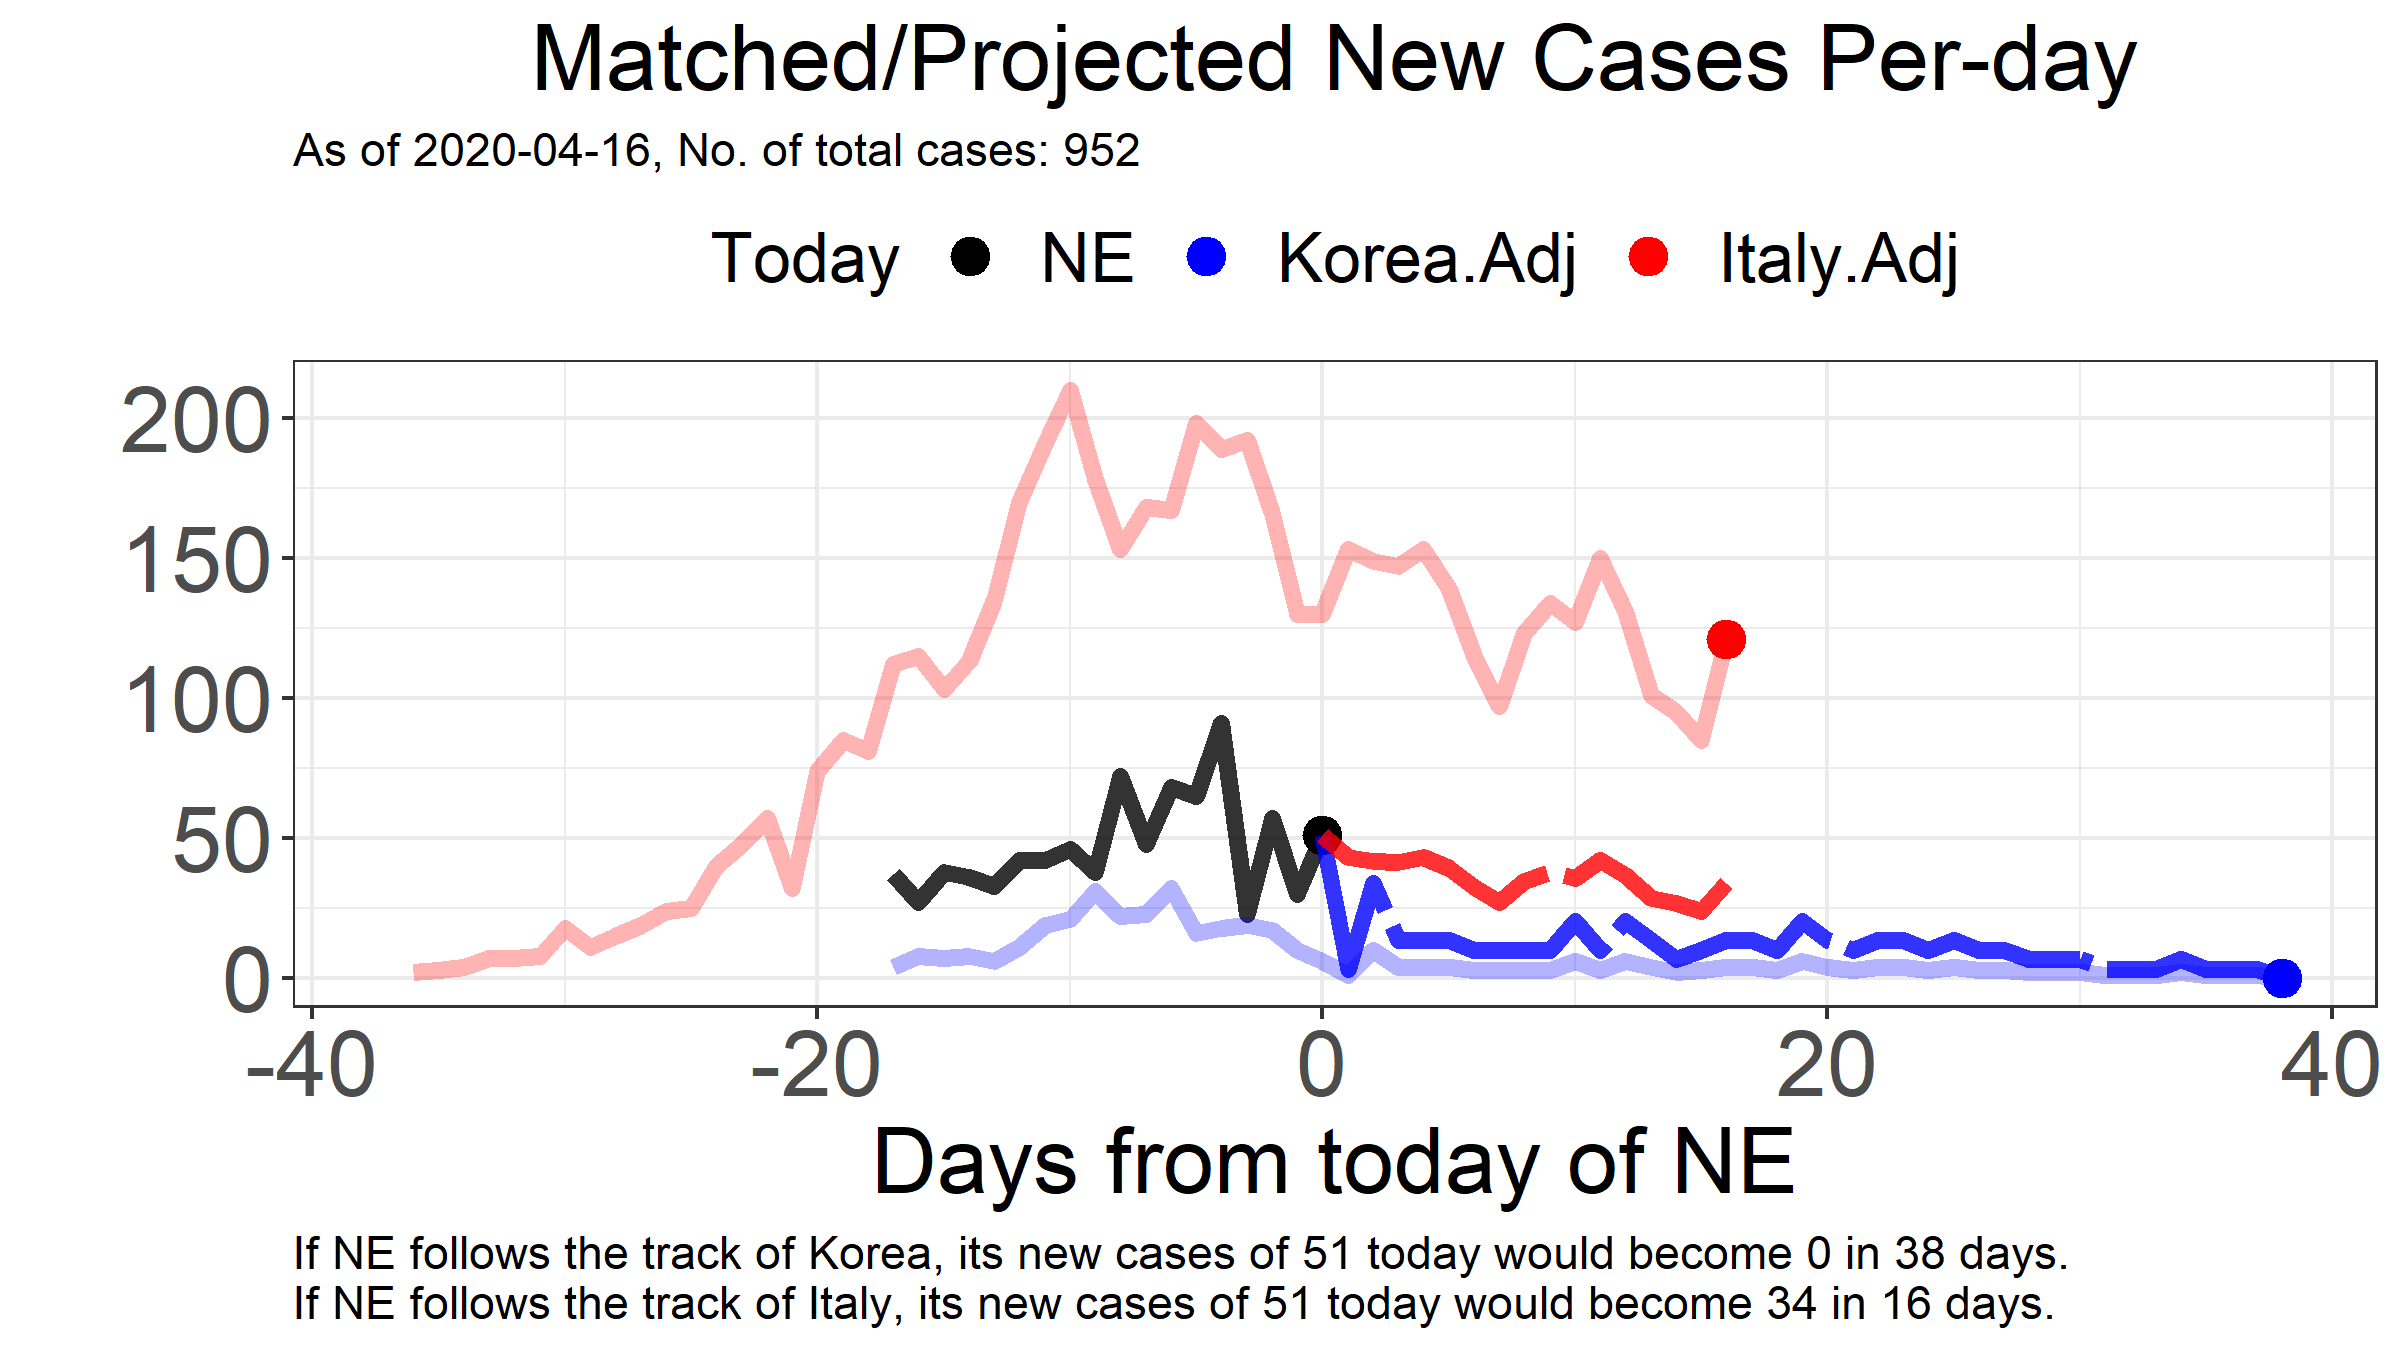 Matched/Projected New Cases Per-day
As of 2020-04-16, No. of total cases: 952
Today NE Korea.Adj Italy.Adj
200
150
100
50
0
-40 -20 0 20 40
Days from today of NE
If NE follows the track of Korea, its new cases of 51 today would become 0 in 38 days.
If NE follows the track of Italy, its new cases of 51 today would become 34 in 16 days.